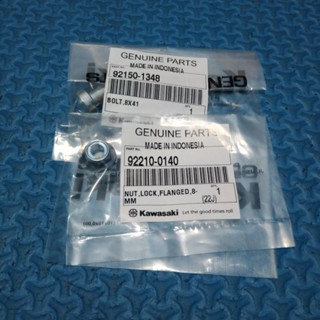 GENUINE PARTS
MADE IN INDONESIA
92150-1348
BOLT,8X41
1
GENUINE PARTS
MADE IN INDONESIA
92210-0140
NUT,LOCK,FLANGED,8-
MM
1
(22J)
Kawasaki
Let the good times roll